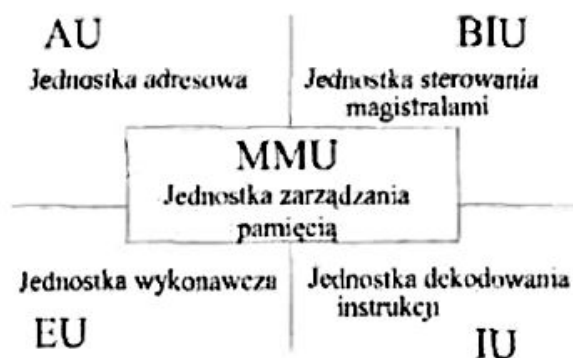 AU
Jednostka adresowa
BIU
Jednostka sterowania
magistralami
MMU
Jednostka zarządzania
pamięcią
Jednostka wykonawcza
EU
Jednostka dekodowania
instrukcji
IU